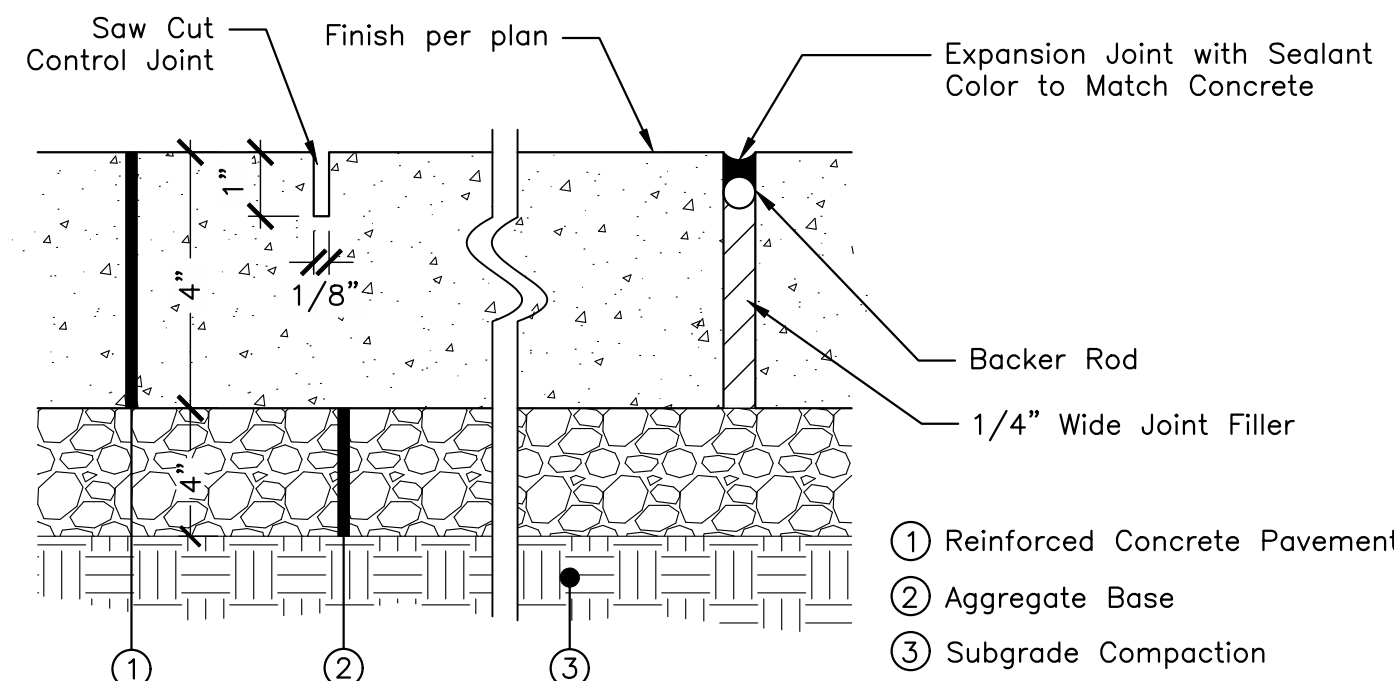 Saw Cut
Control Joint
Finish per plan
Expansion Joint with Sealant
Color to Match Concrete
1"
4"
1/8"
Backer Rod
1/4" Wide Joint Filler
4"
1 Reinforced Concrete Pavement
2 Aggregate Base
3 Subgrade Compaction
1
2
3